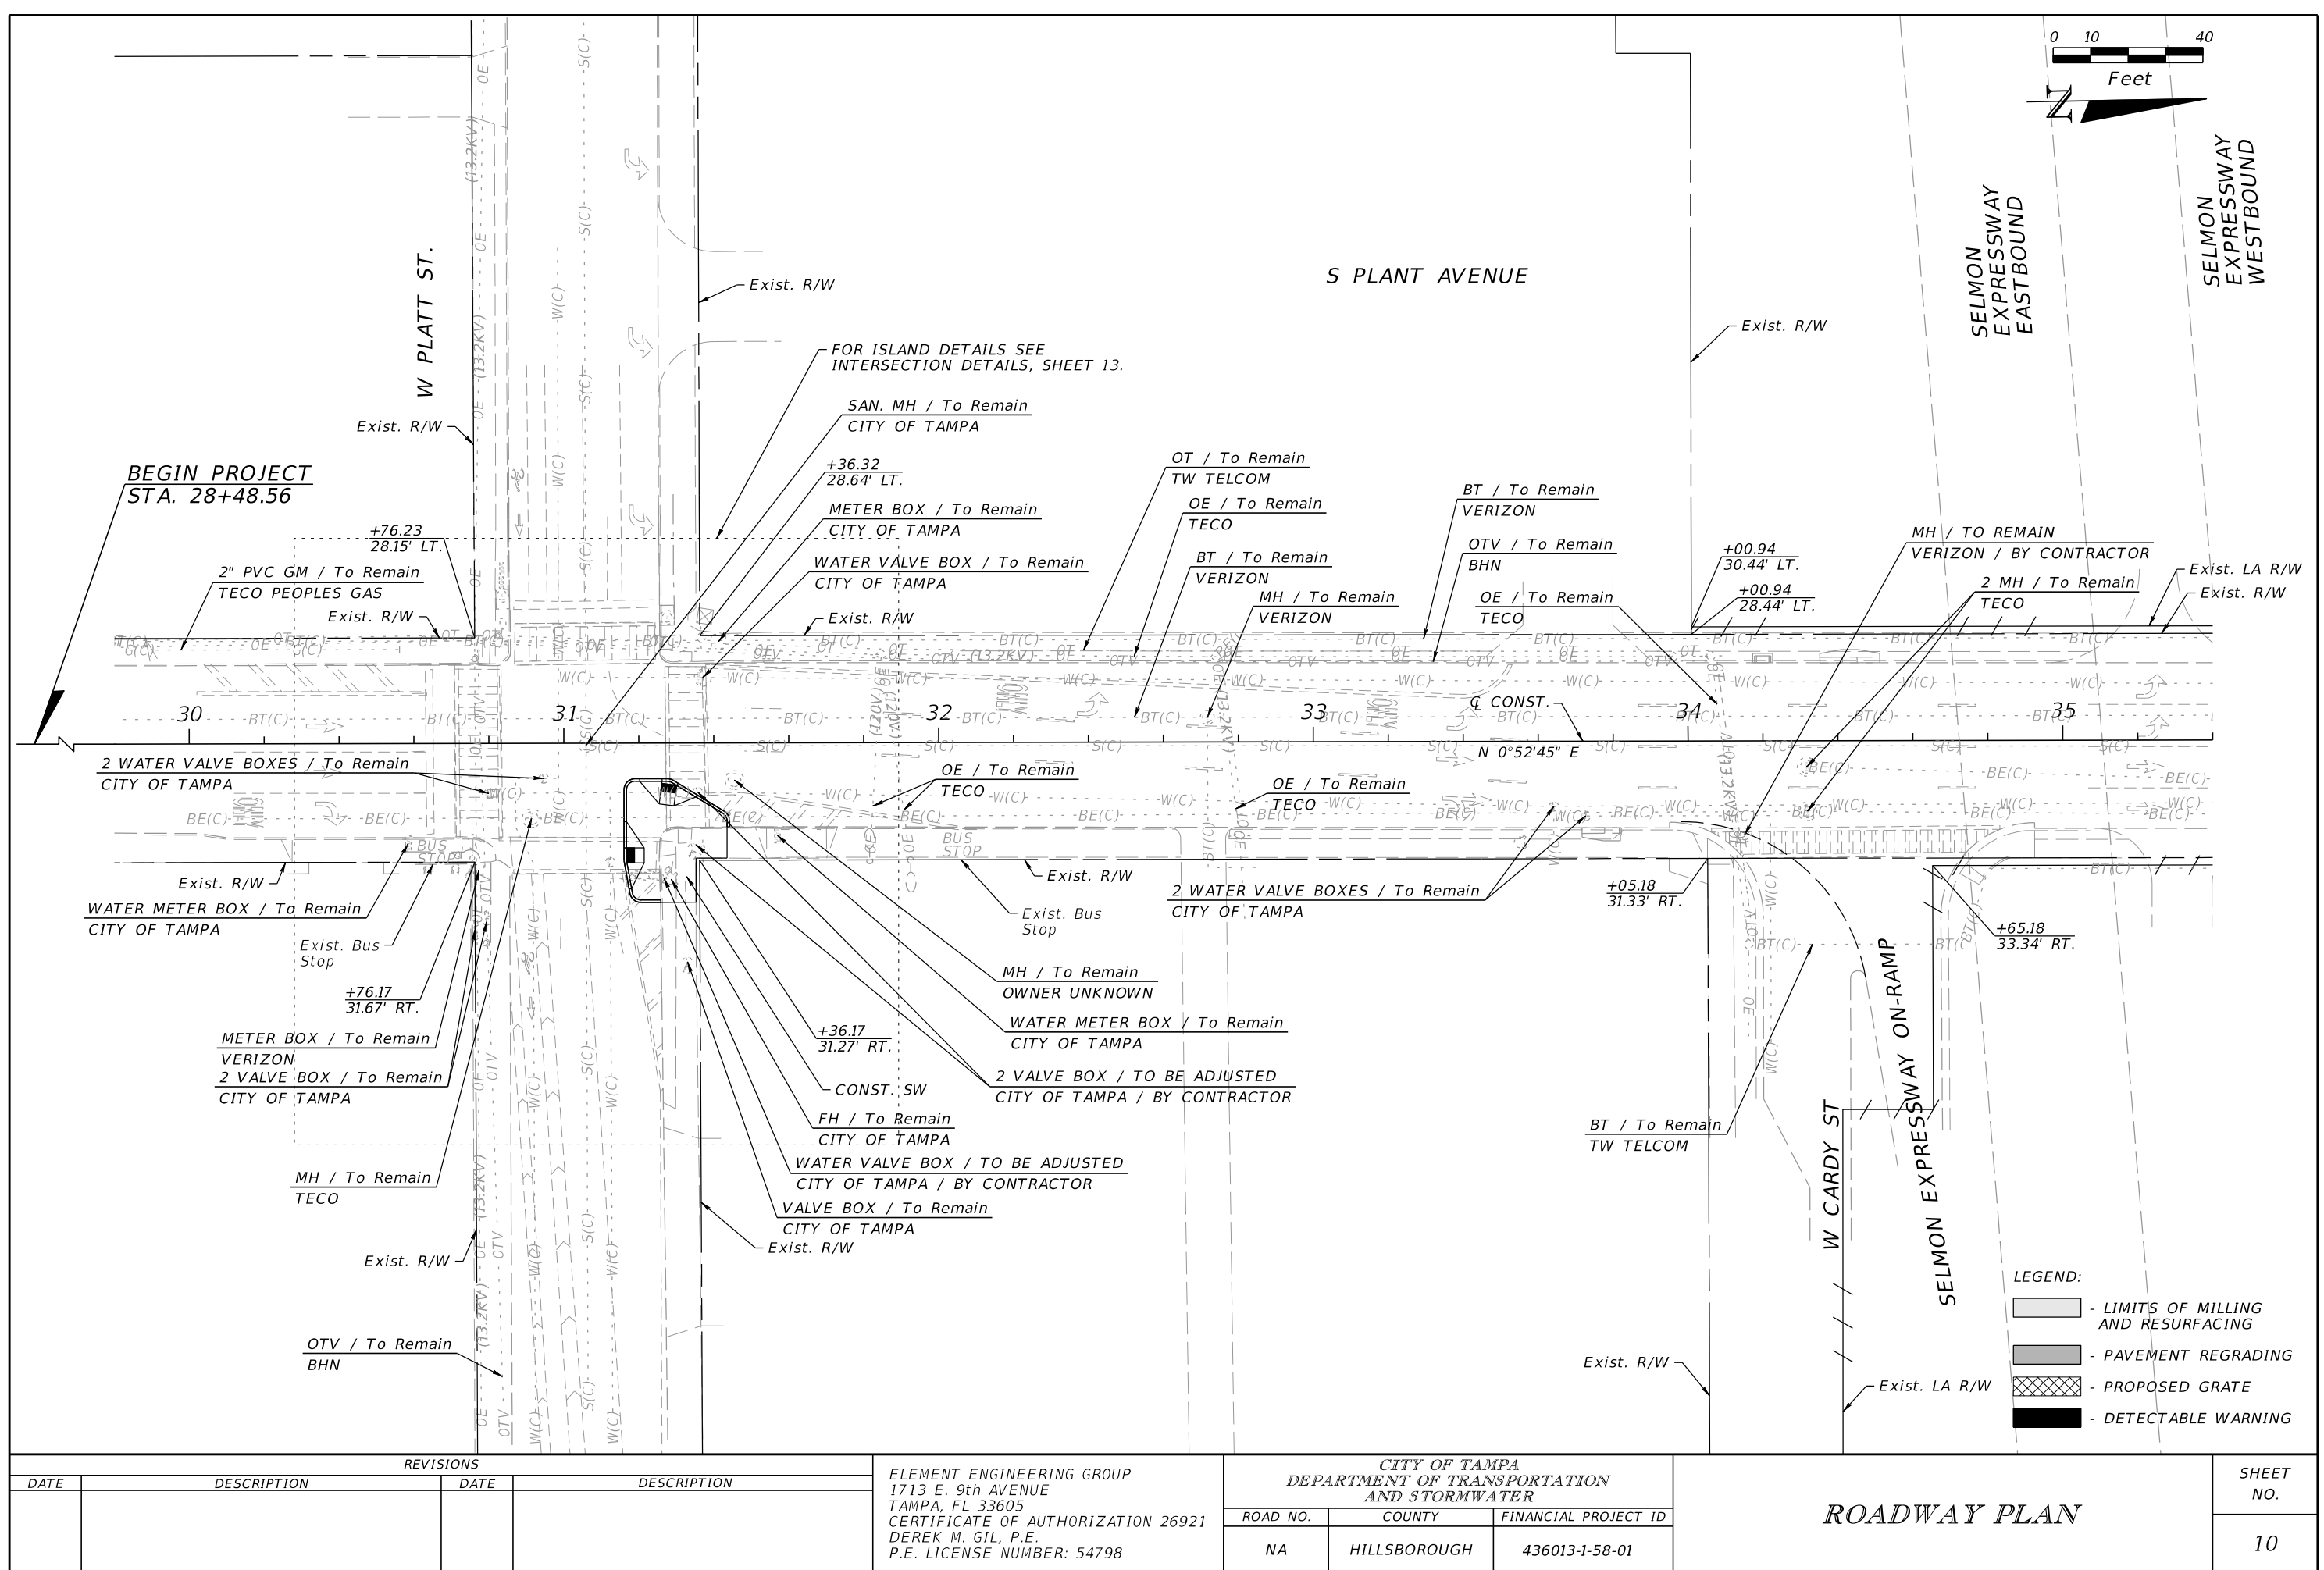 0 10 40
Feet
N
SELMON
EXPRESSWAY
WESTBOUND
SELMON
EXPRESSWAY
EASTBOUND
S PLANT AVENUE
W PLATT ST.
Exist. R/W
Exist. R/W
Exist. R/W
FOR ISLAND DETAILS SEE
INTERSECTION DETAILS, SHEET 13.
SAN. MH / To Remain
CITY OF TAMPA
+36.32
28.64' LT.
METER BOX / To Remain
CITY OF TAMPA
WATER VALVE BOX / To Remain
CITY OF TAMPA
Exist. R/W
BEGIN PROJECT
STA. 28+48.56
+76.23
28.15' LT.
2" PVC GM / To Remain
TECO PEOPLES GAS
Exist. R/W
OT / To Remain
TW TELCOM
OE / To Remain
TECO
BT / To Remain
VERIZON
MH / To Remain
VERIZON
BT / To Remain
VERIZON
OTV / To Remain
BHN
OE / To Remain
TECO
+00.94
30.44' LT.
+00.94
28.44' LT.
MH / TO REMAIN
VERIZON / BY CONTRACTOR
2 MH / To Remain
TECO
Exist. LA R/W
Exist. R/W
30 31 32 33 34 35
℄ CONST.
N 0°52'45" E
2 WATER VALVE BOXES / To Remain
CITY OF TAMPA
OE / To Remain
TECO
OE / To Remain
TECO
BUS
STOP
BUS
STOP
Exist. R/W
WATER METER BOX / To Remain
CITY OF TAMPA
Exist. Bus
Stop
+76.17
31.67' RT.
METER BOX / To Remain
VERIZON
2 VALVE BOX / To Remain
CITY OF TAMPA
MH / To Remain
TECO
Exist. R/W
OTV / To Remain
BHN
Exist. R/W
Exist. Bus
Stop
2 WATER VALVE BOXES / To Remain
CITY OF TAMPA
+05.18
31.33' RT.
+65.18
33.34' RT.
MH / To Remain
OWNER UNKNOWN
WATER METER BOX / To Remain
CITY OF TAMPA
+36.17
31.27' RT.
2 VALVE BOX / TO BE ADJUSTED
CITY OF TAMPA / BY CONTRACTOR
CONST. SW
FH / To Remain
CITY OF TAMPA
WATER VALVE BOX / TO BE ADJUSTED
CITY OF TAMPA / BY CONTRACTOR
VALVE BOX / To Remain
CITY OF TAMPA
Exist. R/W
BT / To Remain
TW TELCOM
W CARDY ST
SELMON EXPRESSWAY ON-RAMP
Exist. R/W
Exist. LA R/W
LEGEND:
- LIMITS OF MILLING
AND RESURFACING
- PAVEMENT REGRADING
- PROPOSED GRATE
- DETECTABLE WARNING
REVISIONS
DATE DESCRIPTION DATE DESCRIPTION
ELEMENT ENGINEERING GROUP
1713 E. 9th AVENUE
TAMPA, FL 33605
CERTIFICATE OF AUTHORIZATION 26921
DEREK M. GIL, P.E.
P.E. LICENSE NUMBER: 54798
CITY OF TAMPA
DEPARTMENT OF TRANSPORTATION
AND STORMWATER
ROAD NO. COUNTY FINANCIAL PROJECT ID
NA HILLSBOROUGH 436013-1-58-01
ROADWAY PLAN
SHEET
NO.
10